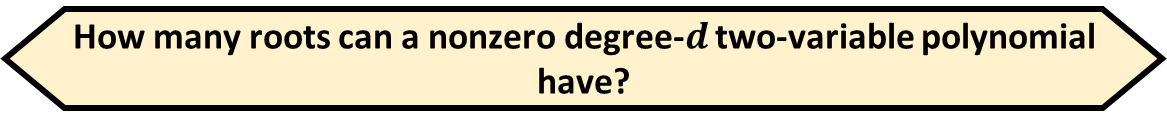 How many roots can a nonzero degree-d two-variable polynomial
have?